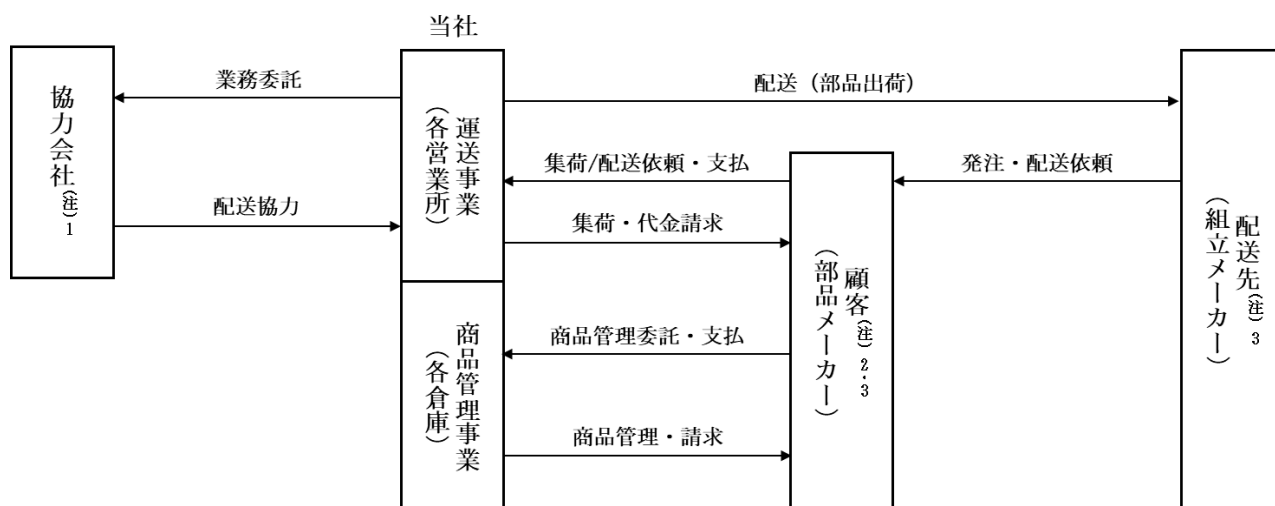 当社
協力会社(注)1
業務委託
配送協力
運送事業
(各営業所)
配送(部品出荷)
集荷/配送依頼・支払
発注・配送依頼
集荷・代金請求
商品管理事業
(各倉庫)
商品管理委託・支払
商品管理・請求
顧客(注)2・3
(部品メーカー)
配送先(注)3
(組立メーカー)